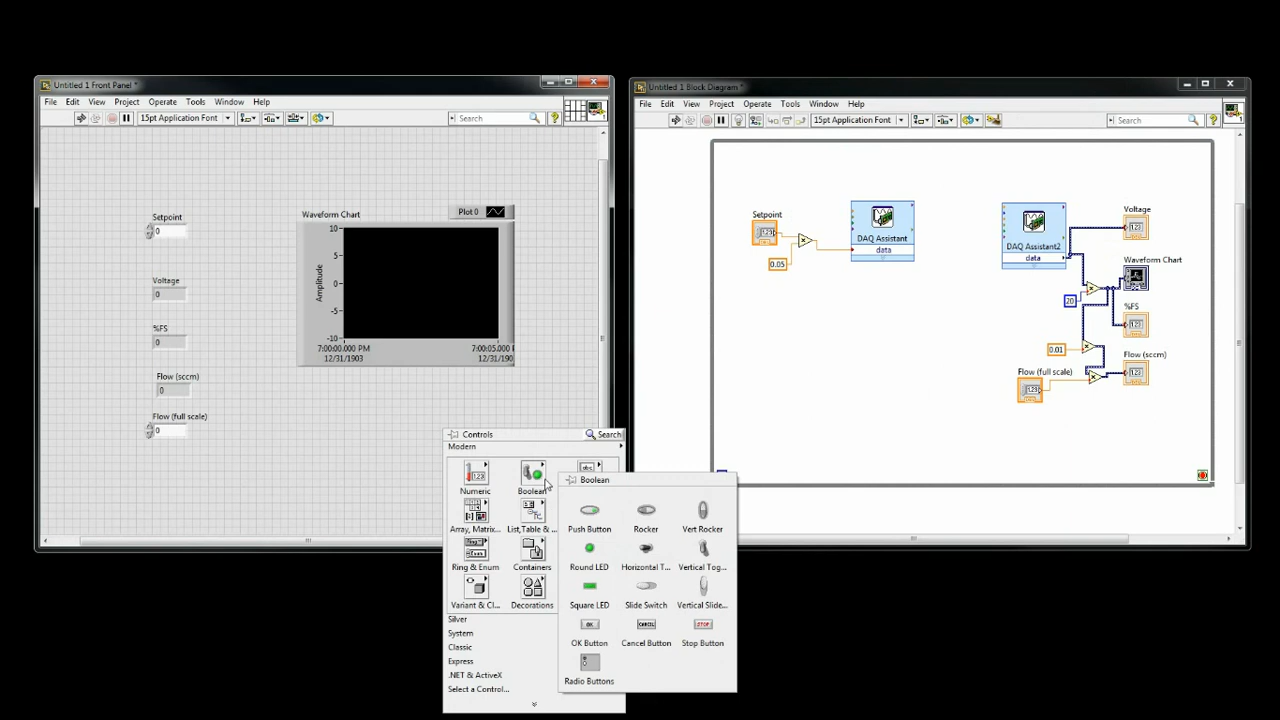 Untitled 1 Front Panel *
File Edit View Project Operate Tools Window Help
15pt Application Font
Search
Setpoint
0
Voltage
0
%FS
0
Flow (sccm)
0
Flow (full scale)
0
Waveform Chart
Plot 0
Amplitude
10
5
0
-5
-10
7:00:00.000 PM
12/31/1903
7:00:05.000
12/31/190
Controls
Search
Modern
Numeric
Boolean
Array, Matrix...
List, Table & ...
Ring & Enum
Containers
Variant & Cl...
Decorations
Silver
System
Classic
Express
.NET & ActiveX
Select a Control...
Boolean
Push Button
Rocker
Vert Rocker
Round LED
Horizontal T...
Vertical Tog...
Square LED
Slide Switch
Vertical Slide...
OK
CANCEL
STOP
OK Button
Cancel Button
Stop Button
Radio Buttons
Untitled 1 Block Diagram *
File Edit View Project Operate Tools Window Help
15pt Application Font
Search
Setpoint
0.05
DAQ Assistant
data
DAQ Assistant2
data
Voltage
Waveform Chart
20
%FS
0.01
Flow (sccm)
Flow (full scale)